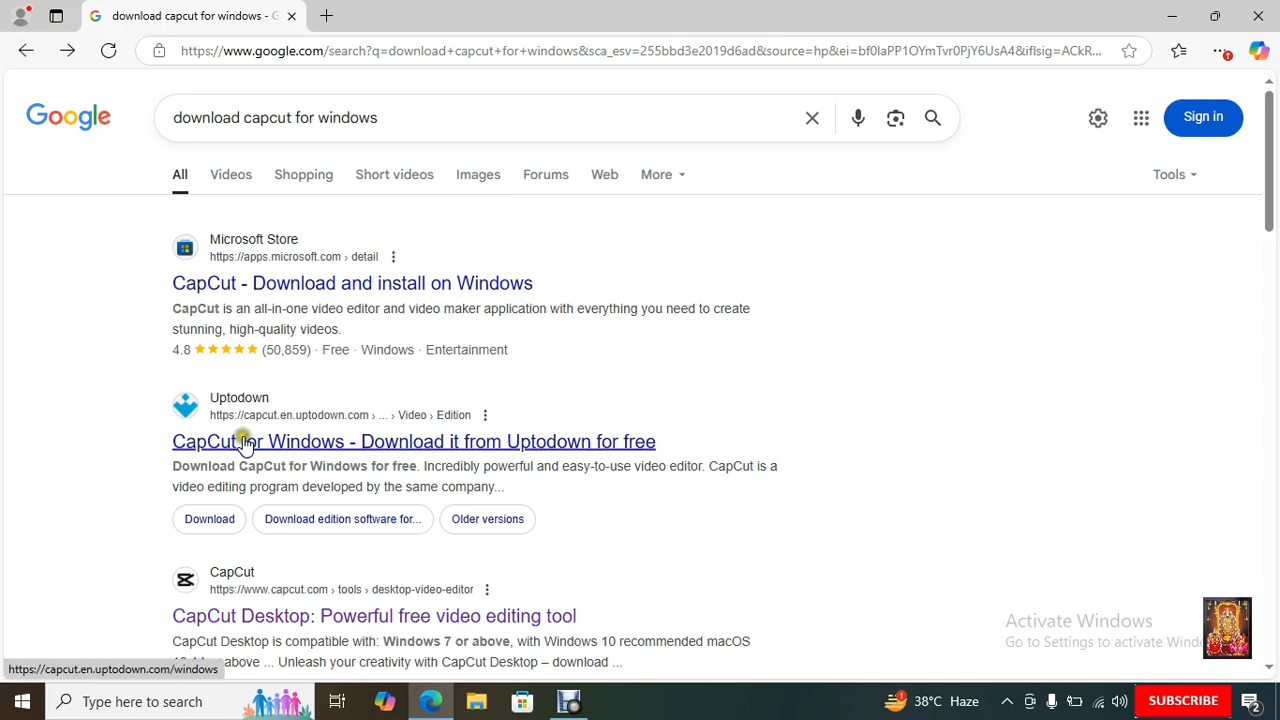 download capcut for windows - G
https://www.google.com/search?q=download+capcut+for+windows&sca_esv=255bbd3e2019d6ad&source=hp&ei=bf0IaPP1OYmTvr0PjY6UsA4&iflsig=ACkR...
Google
download capcut for windows
Sign in
All Videos Shopping Short videos Images Forums Web More
Tools
Microsoft Store
https://apps.microsoft.com › detail
CapCut - Download and install on Windows
CapCut is an all-in-one video editor and video maker application with everything you need to create
stunning, high-quality videos.
4.8 ★★★★★ (50,859) · Free · Windows · Entertainment
Uptodown
https://capcut.en.uptodown.com › ... › Video › Edition
CapCut for Windows - Download it from Uptodown for free
Download CapCut for Windows for free. Incredibly powerful and easy-to-use video editor. CapCut is a
video editing program developed by the same company...
Download
Download edition software for...
Older versions
CapCut
https://www.capcut.com › tools › desktop-video-editor
CapCut Desktop: Powerful free video editing tool
CapCut Desktop is compatible with: Windows 7 or above, with Windows 10 recommended macOS
above ... Unleash your creativity with CapCut Desktop – download ...
https://capcut.en.uptodown.com/windows
Activate Windows
Go to Settings to activate Windo
Type here to search
1
38°C Haze
SUBSCRIBE
2